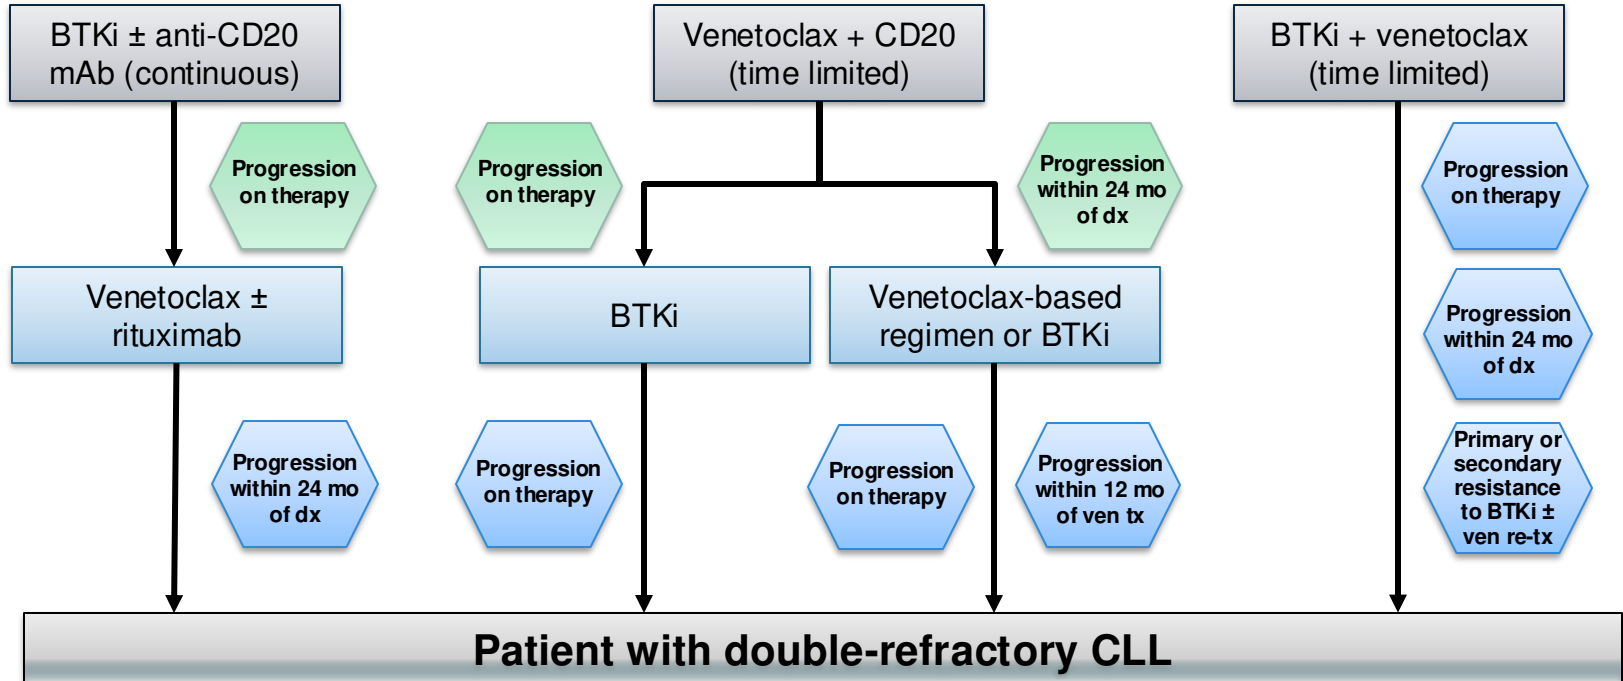 BTKi ± anti-CD20
mAb (continuous)
Venetoclax + CD20
(time limited)
BTKi + venetoclax
(time limited)
Progression
on therapy
Progression
on therapy
Progression
within 24 mo
of dx
Progression
on therapy
Venetoclax ±
rituximab
BTKi
Venetoclax-based
regimen or BTKi
Progression
within 24 mo
of dx
Progression
within 24 mo
of dx
Progression
on therapy
Progression
on therapy
Progression
within 12 mo
of ven tx
Primary or
secondary
resistance
to BTKi ±
ven re-tx
Patient with double-refractory CLL